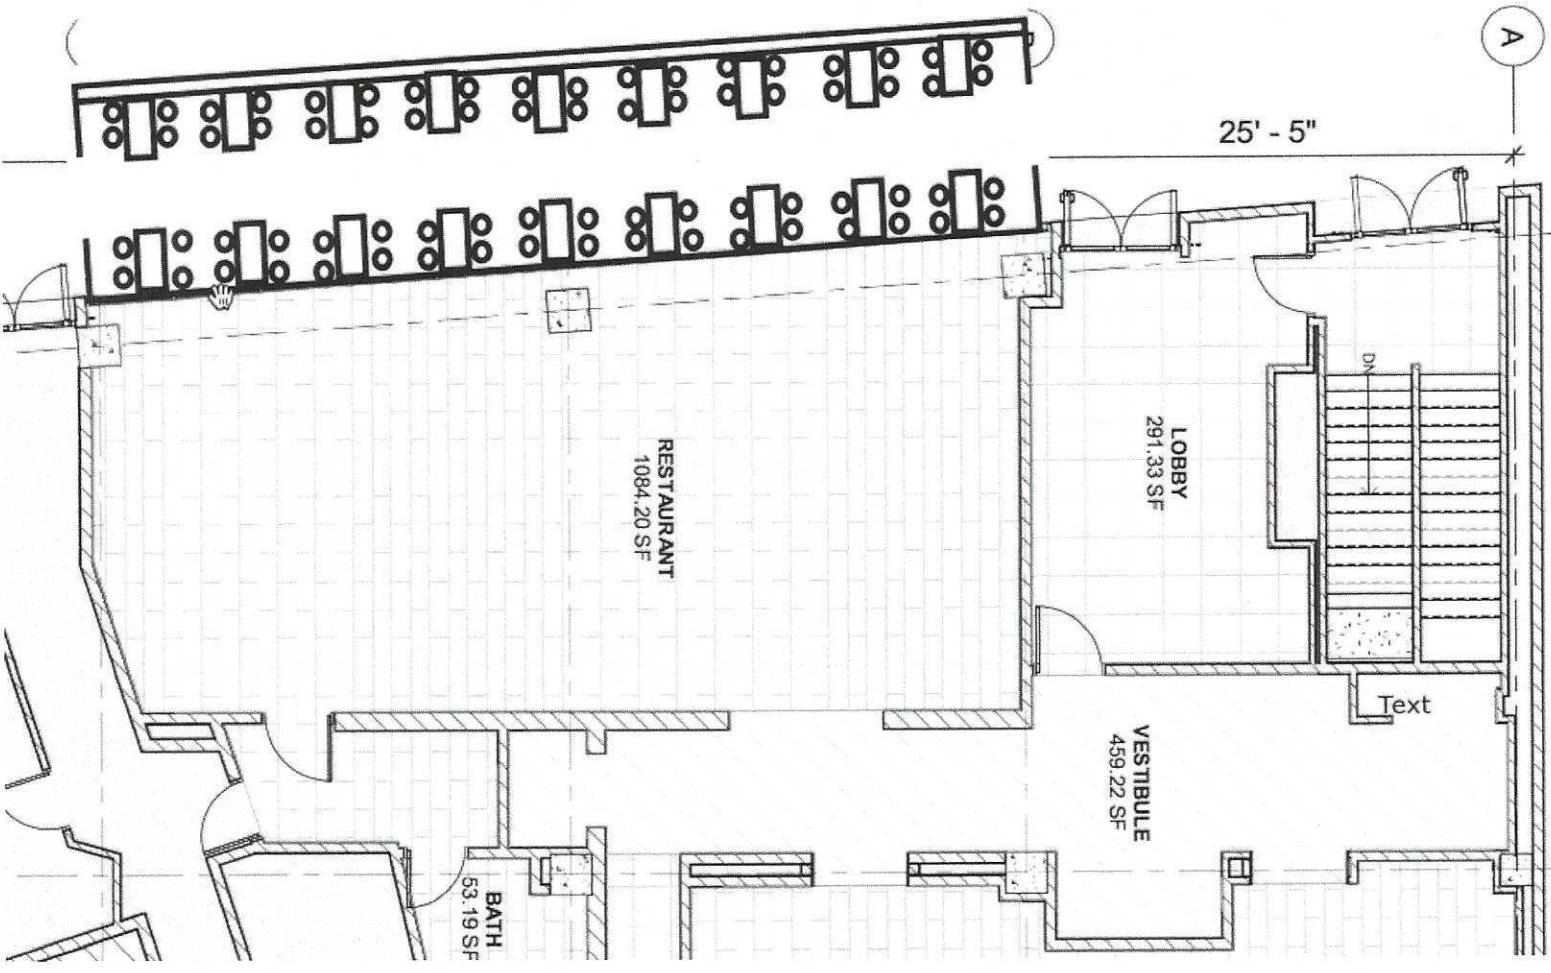 A
25' - 5"
DN
RESTAURANT
1084.20 SF
LOBBY
291.33 SF
Text
VESTIBULE
459.22 SF
BATH
53.19 SF